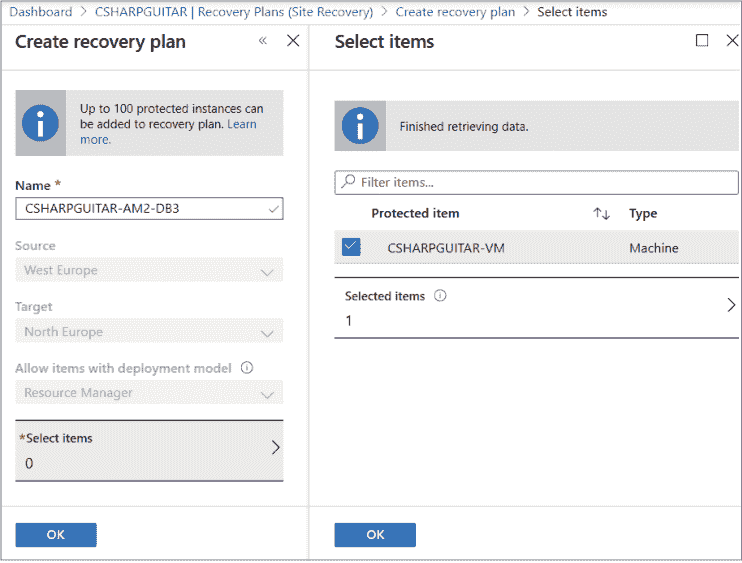 Dashboard > CSHARPGUITAR | Recovery Plans (Site Recovery) > Create recovery plan > Select items
Create recovery plan
Up to 100 protected instances can
be added to recovery plan. Learn
more.
Name *
CSHARPGUITAR-AM2-DB3
Source
West Europe
Target
North Europe
Allow items with deployment model
Resource Manager
*Select items
0
OK
Select items
Finished retrieving data.
Filter items...
Protected item Type
CSHARPGUITAR-VM Machine
Selected items
1
OK